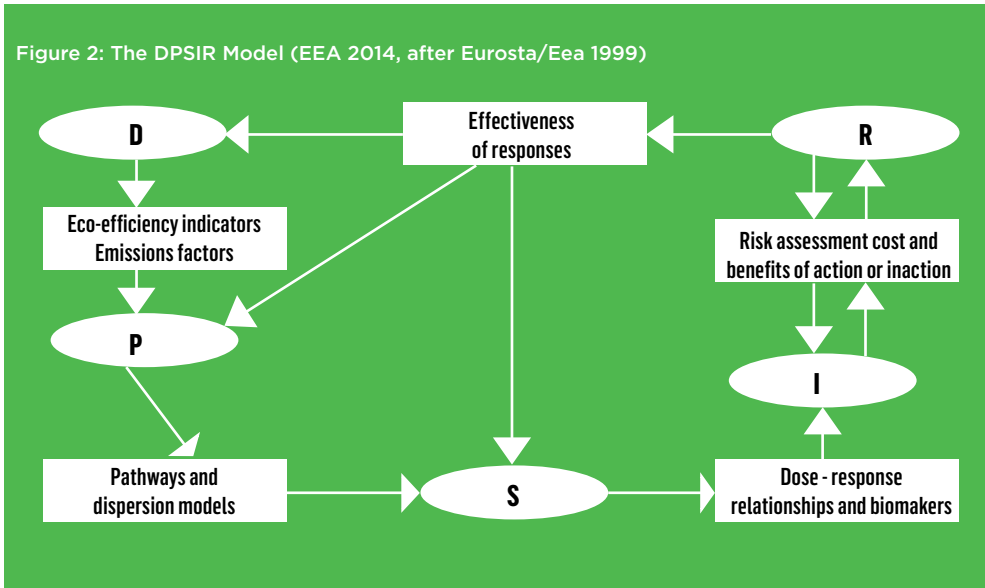 Figure 2: The DPSIR Model (EEA 2014, after Eurosta/Eea 1999)
D
Effectiveness
of responses
R
Eco-efficiency indicators
Emissions factors
Risk assessment cost and
benefits of action or inaction
P
I
Pathways and
dispersion models
S
Dose - response
relationships and biomakers